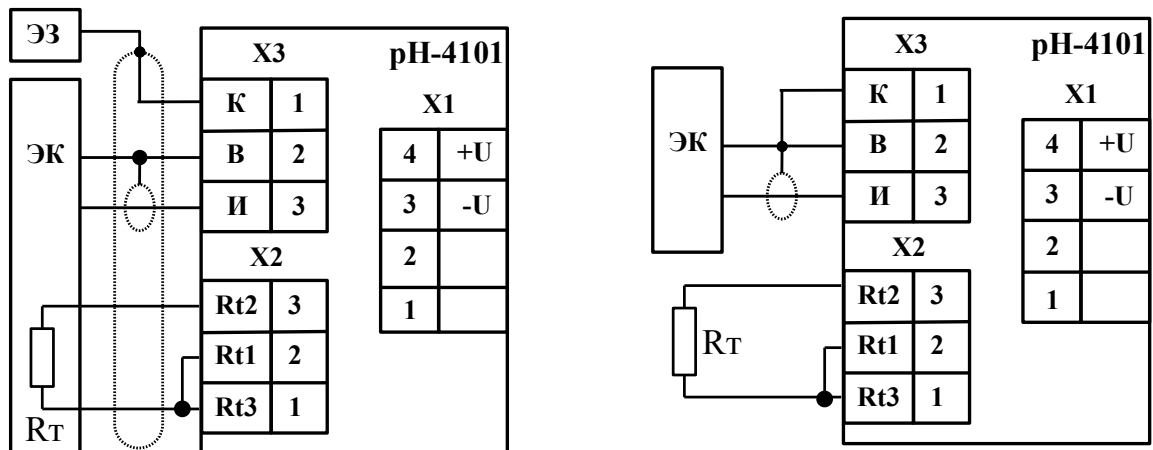 ЭЗ
X3
pH-4101
К 1
X1
ЭК
В 2
4 +U
И 3
3 -U
X2
2
Rt2 3
1
Rt1 2
Rt3 1
Rт
X3
pH-4101
К 1
X1
ЭК
В 2
4 +U
И 3
3 -U
X2
2
Rt2 3
1
Rт
Rt1 2
Rt3 1